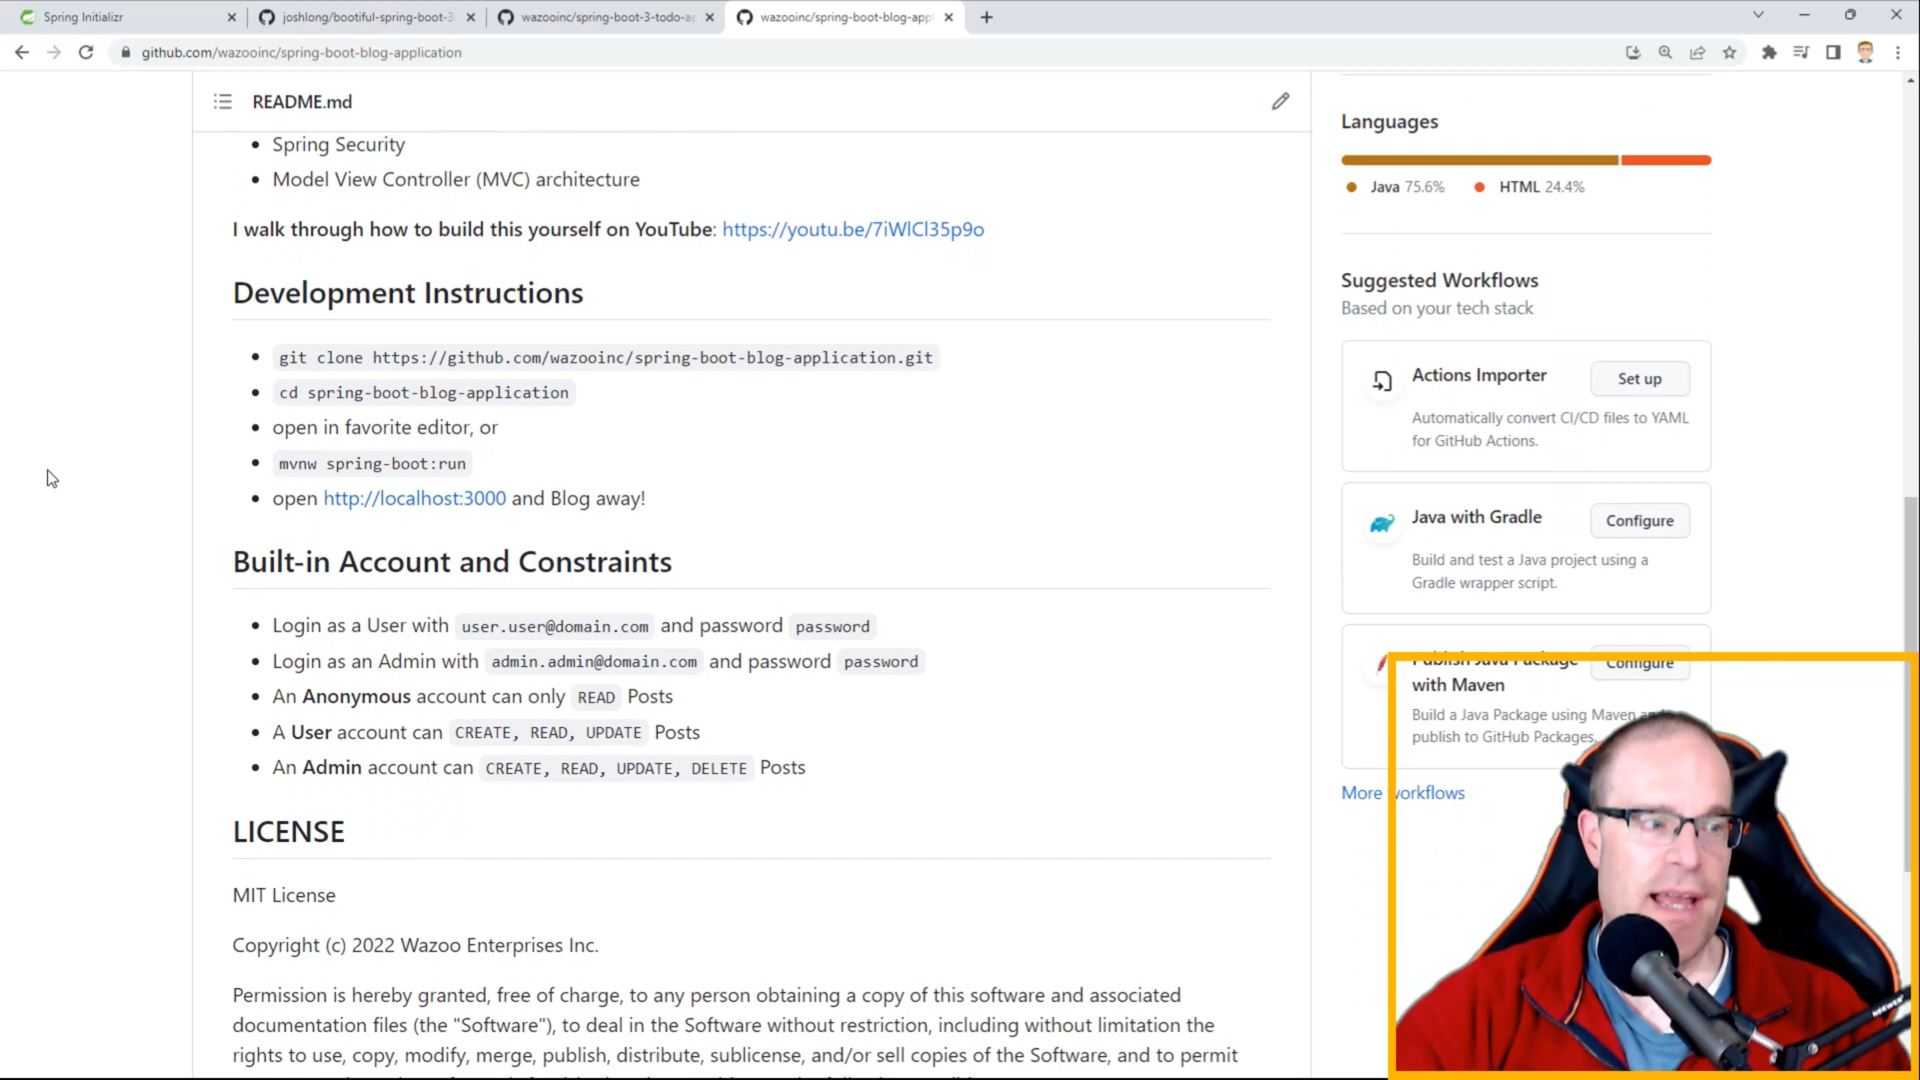 Spring Initializr
joshlong/bootiful-spring-boot-3
wazooinc/spring-boot-3-todo-a
wazooinc/spring-boot-blog-appl
github.com/wazooinc/spring-boot-blog-application
README.md
Spring Security
Model View Controller (MVC) architecture
I walk through how to build this yourself on YouTube: https://youtu.be/7iWlCl35p9o
Development Instructions
git clone https://github.com/wazooinc/spring-boot-blog-application.git
cd spring-boot-blog-application
open in favorite editor, or
mvnw spring-boot:run
open http://localhost:3000 and Blog away!
Built-in Account and Constraints
Login as a User with user.user@domain.com and password password
Login as an Admin with admin.admin@domain.com and password password
An Anonymous account can only READ Posts
A User account can CREATE, READ, UPDATE Posts
An Admin account can CREATE, READ, UPDATE, DELETE Posts
LICENSE
MIT License
Copyright (c) 2022 Wazoo Enterprises Inc.
Permission is hereby granted, free of charge, to any person obtaining a copy of this software and associated
documentation files (the "Software"), to deal in the Software without restriction, including without limitation the
rights to use, copy, modify, merge, publish, distribute, sublicense, and/or sell copies of the Software, and to permit
Languages
Java 75.6% HTML 24.4%
Suggested Workflows
Based on your tech stack
Actions Importer
Set up
Automatically convert CI/CD files to YAML
for GitHub Actions.
Java with Gradle
Configure
Build and test a Java project using a
Gradle wrapper script.
Publish Java Package
with Maven
Configure
Build a Java Package using Maven and
publish to GitHub Packages.
More workflows